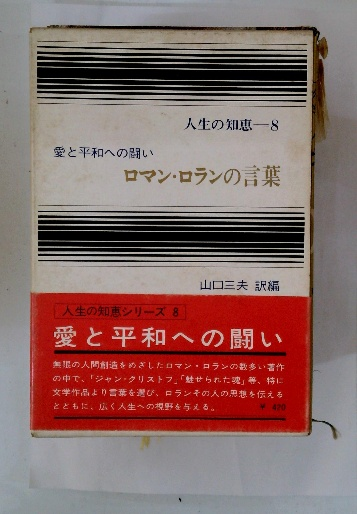 人生の知恵—8
愛と平和への闘い
ロマン・ロランの言葉
山口三夫 訳編
人生の知恵シリーズ 8
愛と平和への闘い
無限の人間創造をめざしたロマン・ロランの数多い著作
の中で、「ジャン・クリストフ」「魅せられた魂」等、特に
文学作品より言葉を選び、ロランその人の思想を伝える
とともに、広く人生への視野を与える。